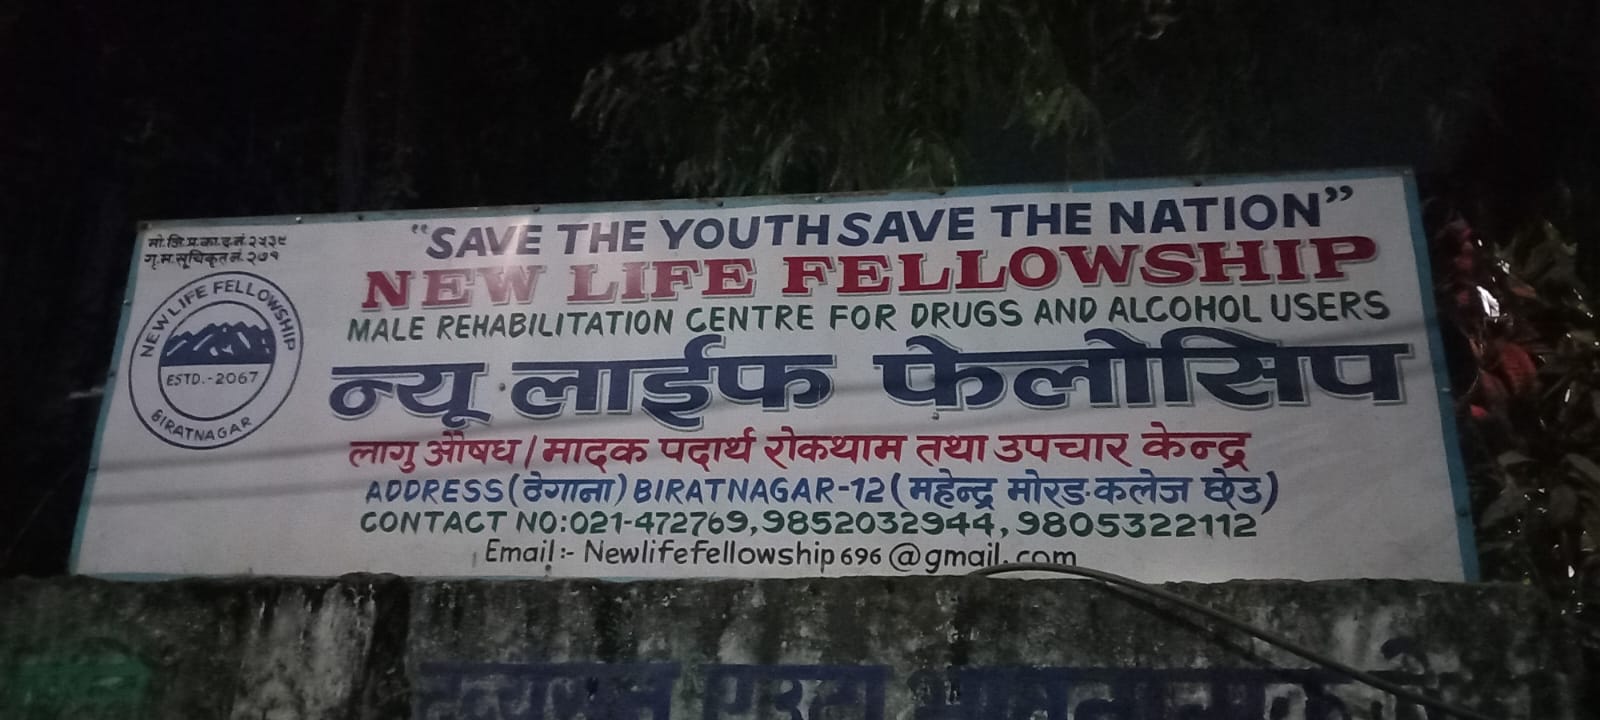 मो.जि.प्र.का.द.नं. २५३९
गृ.म.सूचिकृत नं. २७१
NEW LIFE FELLOWSHIP
ESTD.-2067
BIRATNAGAR
"SAVE THE YOUTH SAVE THE NATION"
NEW LIFE FELLOWSHIP
MALE REHABILITATION CENTRE FOR DRUGS AND ALCOHOL USERS
न्यू लाईफ फेलोसिप
लागु औषध/मादक पदार्थ रोकथाम तथा उपचार केन्द्र
ADDRESS (ठेगाना) BIRATNAGAR-12 (महेन्द्र मोरङ कलेज छेउ)
CONTACT NO:021-472769,9852032944,9805322112
Email:- Newlifefellowship696@gmail.com